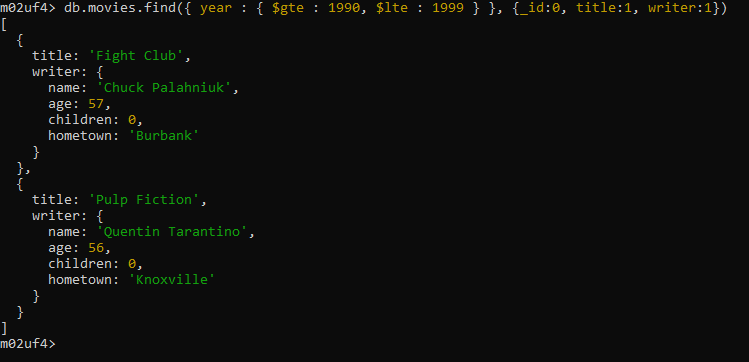 m02uf4> db.movies.find({ year : { $gte : 1990, $lte : 1999 } }, {_id:0, title:1, writer:1})
[
  {
    title: 'Fight Club',
    writer: {
      name: 'Chuck Palahniuk',
      age: 57,
      children: 0,
      hometown: 'Burbank'
    }
  },
  {
    title: 'Pulp Fiction',
    writer: {
      name: 'Quentin Tarantino',
      age: 56,
      children: 0,
      hometown: 'Knoxville'
    }
  }
]
m02uf4>